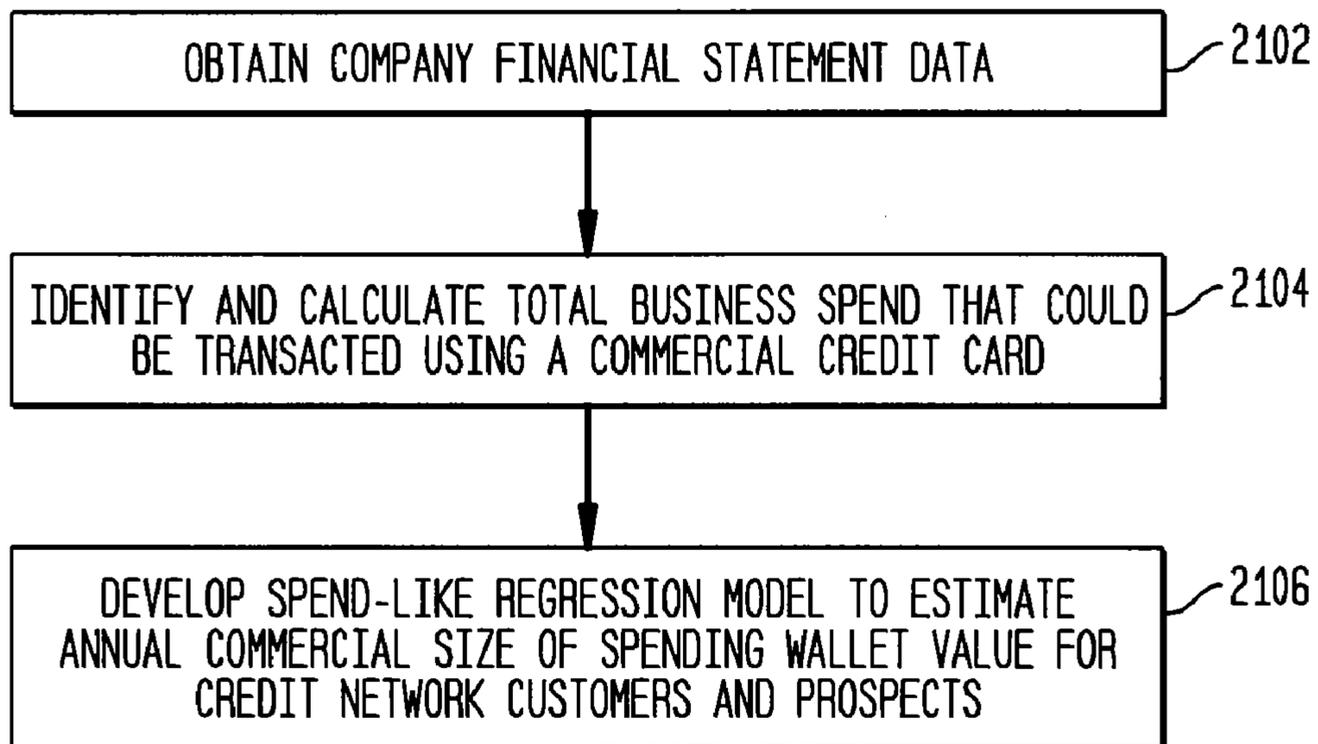 OBTAIN COMPANY FINANCIAL STATEMENT DATA
2102
IDENTIFY AND CALCULATE TOTAL BUSINESS SPEND THAT COULD
BE TRANSACTED USING A COMMERCIAL CREDIT CARD
2104
DEVELOP SPEND-LIKE REGRESSION MODEL TO ESTIMATE
ANNUAL COMMERCIAL SIZE OF SPENDING WALLET VALUE FOR
CREDIT NETWORK CUSTOMERS AND PROSPECTS
2106